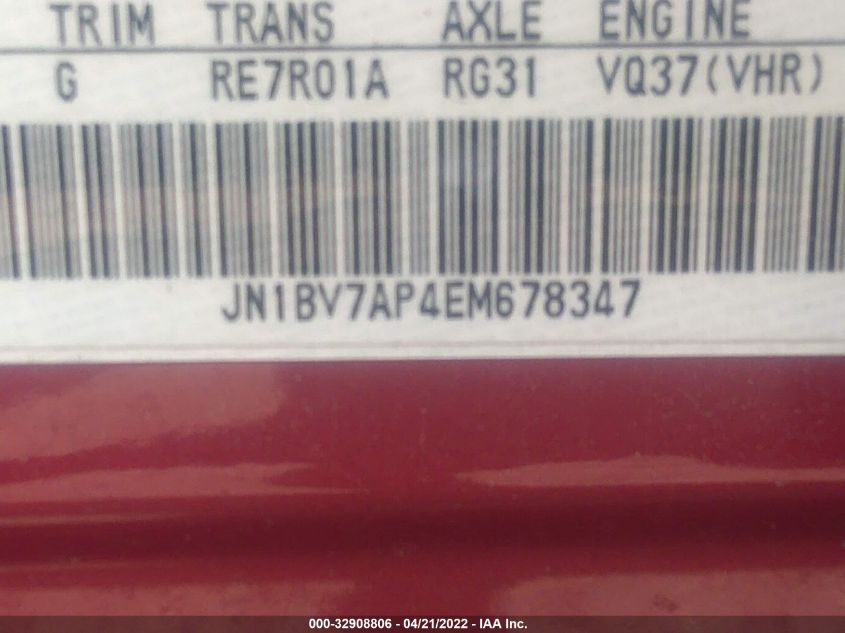 TRIM TRANS AXLE ENGINE
G RE7R01A RG31 VQ37(VHR)
JN1BV7AP4EM678347
000-32908806 - 04/21/2022 - IAA Inc.